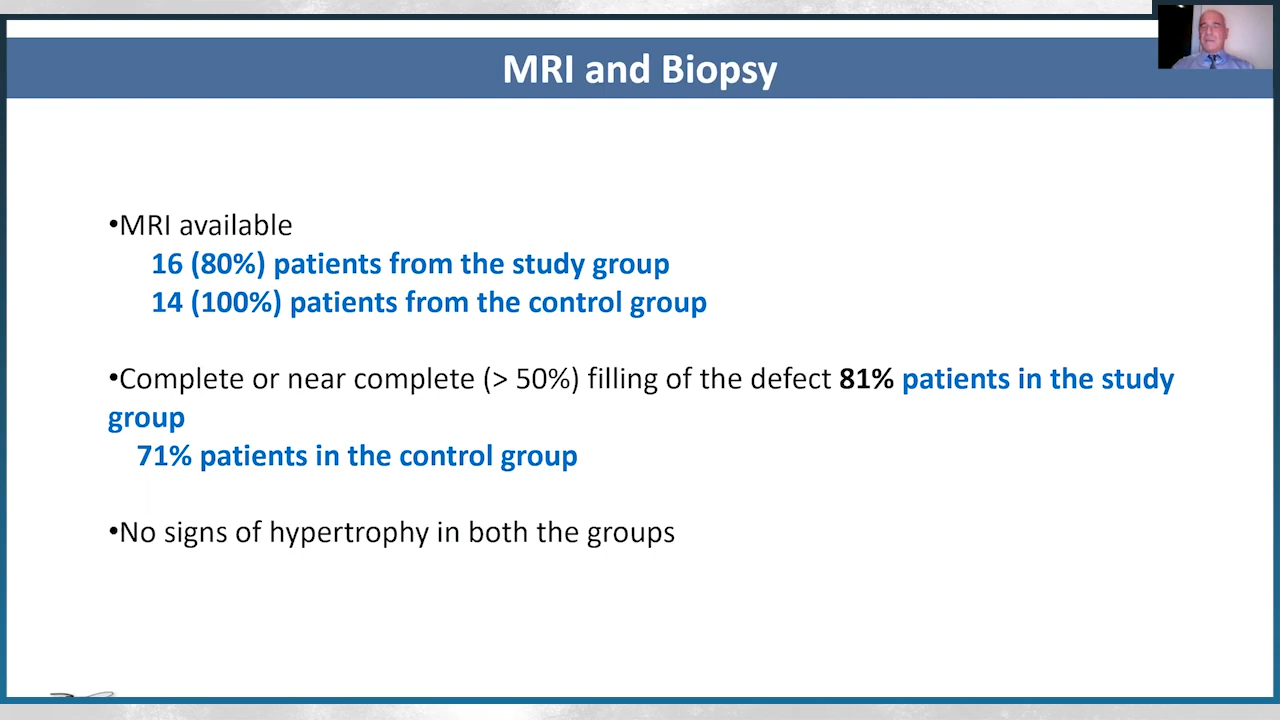 MRI and Biopsy
•MRI available
16 (80%) patients from the study group
14 (100%) patients from the control group
•Complete or near complete (> 50%) filling of the defect 81% patients in the study
group
71% patients in the control group
•No signs of hypertrophy in both the groups